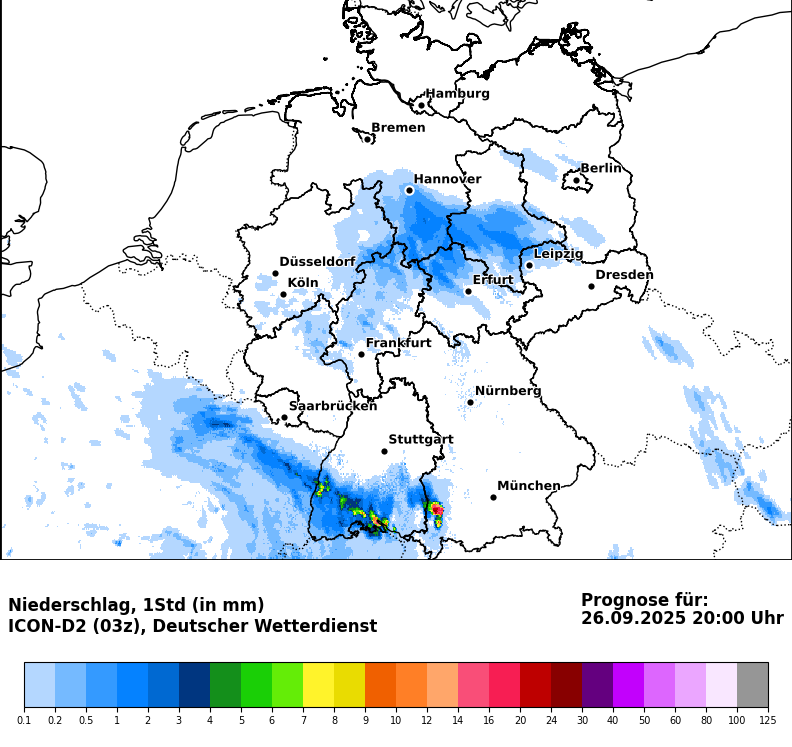 Hamburg
Bremen
Berlin
Hannover
Leipzig
Düsseldorf
Dresden
Köln
Erfurt
Frankfurt
Nürnberg
Saarbrücken
Stuttgart
München
Niederschlag, 1Std (in mm)
ICON-D2 (03z), Deutscher Wetterdienst
Prognose für:
26.09.2025 20:00 Uhr
0.1 0.2 0.5 1 2 3 4 5 6 7 8 9 10 12 14 16 20 24 30 40 50 60 80 100 125